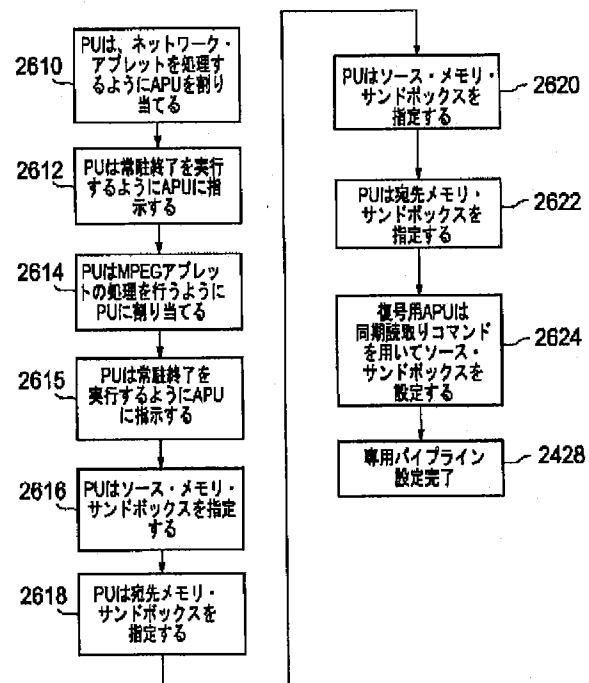 2610
PUは、ネットワーク・
アプレットを処理す
るようにAPUを割り
当てる
2612
PUは常駐終了を実行
するようにAPUに指
示する
2614
PUはMPEGアプレッ
トの処理を行うように
PUに割り当てる
2615
PUは常駐終了を
実行するようにAPU
に指示する
2616
PUはソース・メモリ・
サンドボックスを指定
する
2618
PUは宛先メモリ・
サンドボックスを
指定する
PUはソース・メモリ・
サンドボックスを
指定する
2620
PUは宛先メモリ・
サンドボックスを
指定する
2622
復号用APUは
同期読取りコマンド
を用いてソース・
サンドボックスを
設定する
2624
専用パイプライン
設定完了
2428